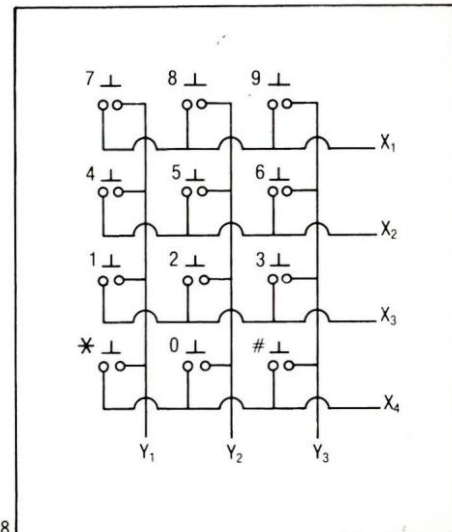 7 8 9
X₁
4 5 6
X₂
1 2 3
X₃
* 0 #
X₄
Y₁ Y₂ Y₃
8